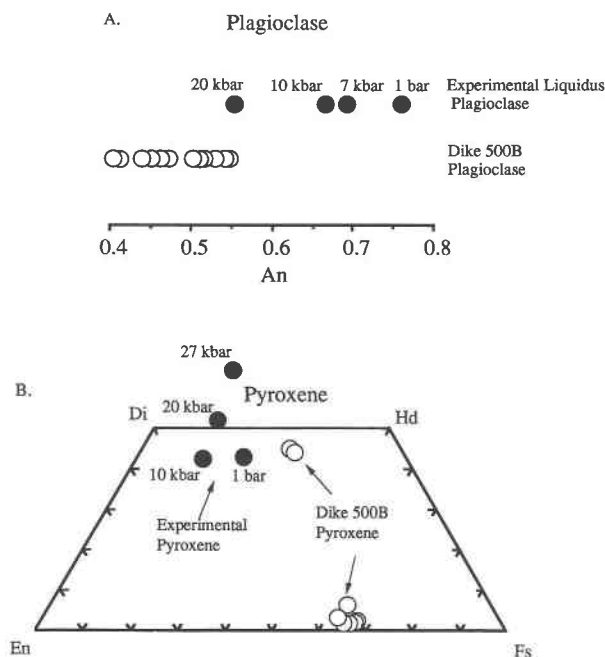 A.
Plagioclase
20 kbar 10 kbar 7 kbar 1 bar
Experimental Liquidus
Plagioclase
Dike 500B
Plagioclase
0.4 0.5 0.6 0.7 0.8
An
27 kbar
B.
Pyroxene
20 kbar
Di
Hd
10 kbar 1 bar
Experimental
Pyroxene
Dike 500B
Pyroxene
En
Fs